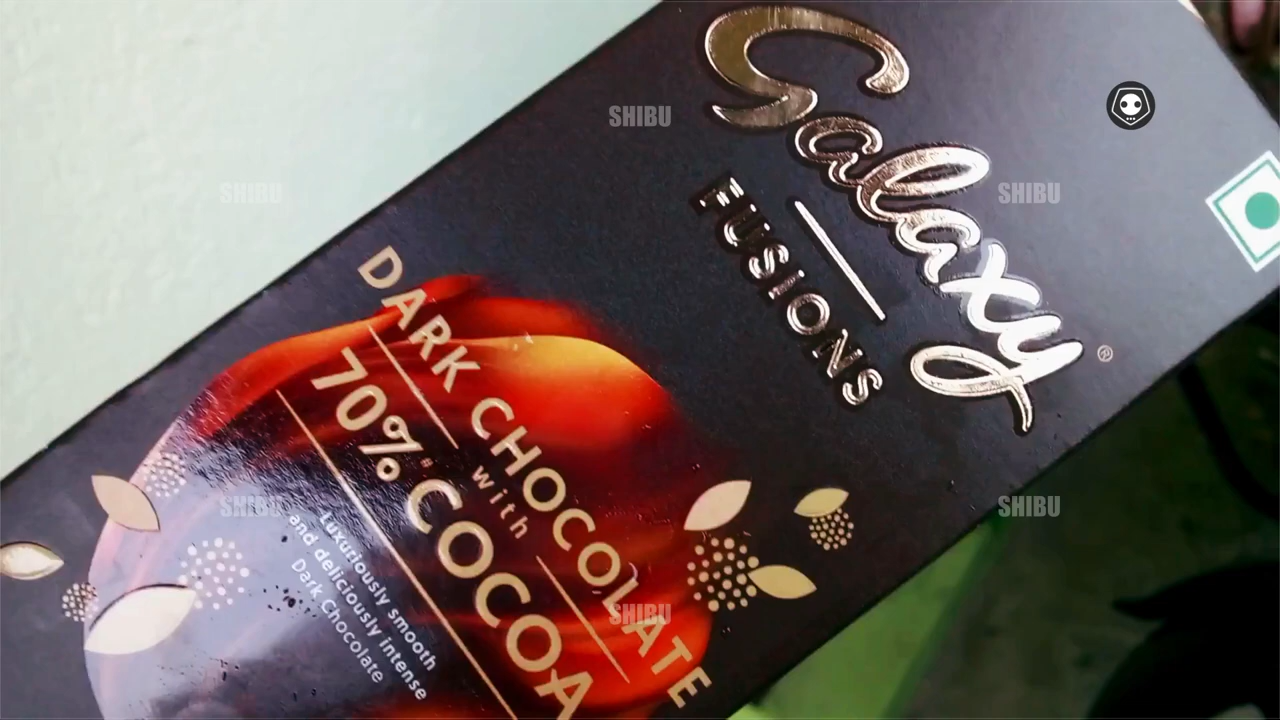 Galaxy®
FUSIONS
DARK CHOCOLATE
with
70%# COCOA
Luxuriously smooth
and deliciously intense
Dark Chocolate
SHIBU
SHIBU
SHIBU
SHIBU
SHIBU
SHIBU